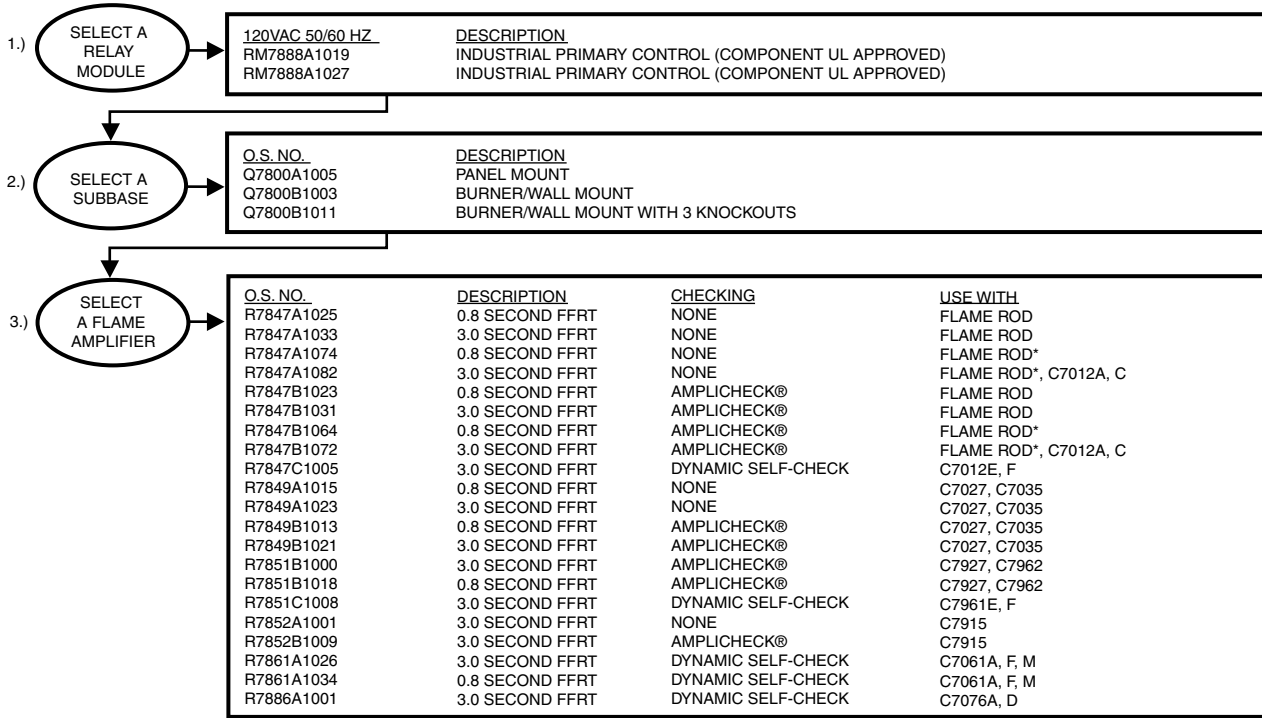 1.)
SELECT A
RELAY
MODULE
120VAC 50/60 HZ DESCRIPTION
RM7888A1019 INDUSTRIAL PRIMARY CONTROL (COMPONENT UL APPROVED)
RM7888A1027 INDUSTRIAL PRIMARY CONTROL (COMPONENT UL APPROVED)
2.)
SELECT A
SUBBASE
O.S. NO. DESCRIPTION
Q7800A1005 PANEL MOUNT
Q7800B1003 BURNER/WALL MOUNT
Q7800B1011 BURNER/WALL MOUNT WITH 3 KNOCKOUTS
3.)
SELECT
A FLAME
AMPLIFIER
O.S. NO. DESCRIPTION CHECKING USE WITH
R7847A1025 0.8 SECOND FFRT NONE FLAME ROD
R7847A1033 3.0 SECOND FFRT NONE FLAME ROD
R7847A1074 0.8 SECOND FFRT NONE FLAME ROD*
R7847A1082 3.0 SECOND FFRT NONE FLAME ROD*, C7012A, C
R7847B1023 0.8 SECOND FFRT AMPLICHECK® FLAME ROD
R7847B1031 3.0 SECOND FFRT AMPLICHECK® FLAME ROD
R7847B1064 0.8 SECOND FFRT AMPLICHECK® FLAME ROD*
R7847B1072 3.0 SECOND FFRT AMPLICHECK® FLAME ROD*, C7012A, C
R7847C1005 3.0 SECOND FFRT DYNAMIC SELF-CHECK C7012E, F
R7849A1015 0.8 SECOND FFRT NONE C7027, C7035
R7849A1023 3.0 SECOND FFRT NONE C7027, C7035
R7849B1013 0.8 SECOND FFRT AMPLICHECK® C7027, C7035
R7849B1021 3.0 SECOND FFRT AMPLICHECK® C7027, C7035
R7851B1000 3.0 SECOND FFRT AMPLICHECK® C7927, C7962
R7851B1018 0.8 SECOND FFRT AMPLICHECK® C7927, C7962
R7851C1008 3.0 SECOND FFRT DYNAMIC SELF-CHECK C7961E, F
R7852A1001 3.0 SECOND FFRT NONE C7915
R7852B1009 3.0 SECOND FFRT AMPLICHECK® C7915
R7861A1026 3.0 SECOND FFRT DYNAMIC SELF-CHECK C7061A, F, M
R7861A1034 0.8 SECOND FFRT DYNAMIC SELF-CHECK C7061A, F, M
R7886A1001 3.0 SECOND FFRT DYNAMIC SELF-CHECK C7076A, D